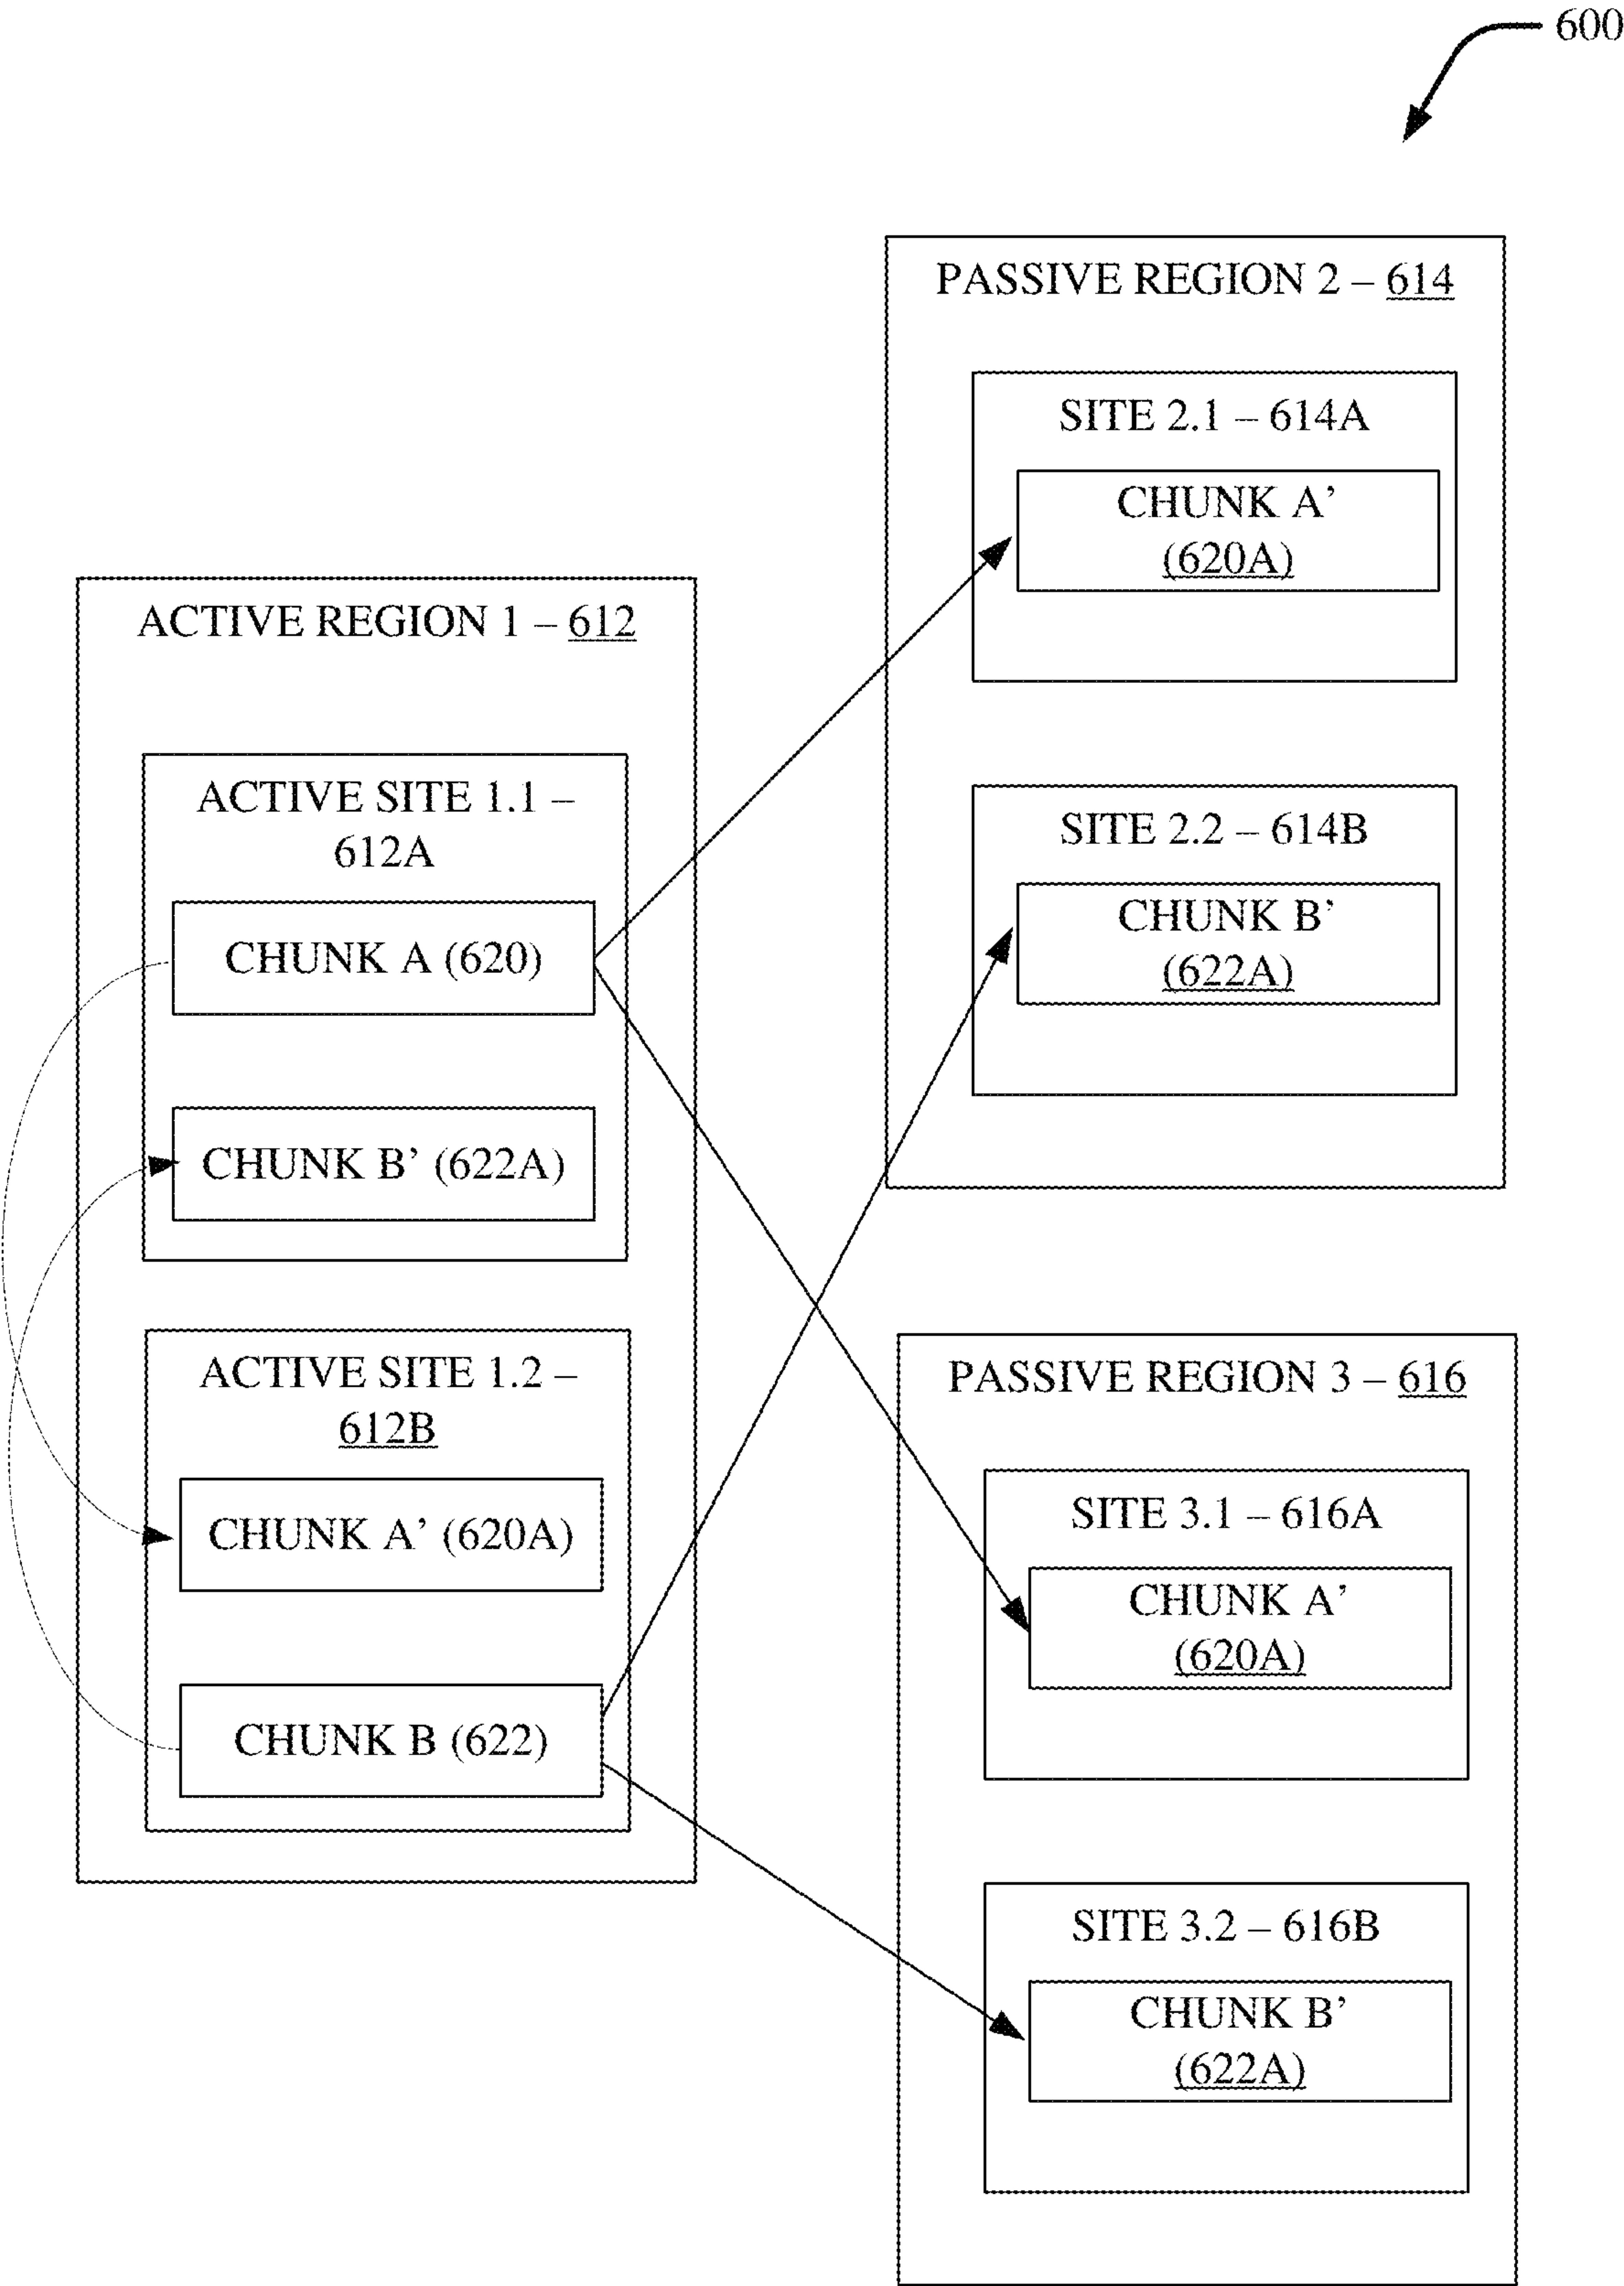 600
PASSIVE REGION 2 – 614
SITE 2.1 – 614A
CHUNK A’
(620A)
SITE 2.2 – 614B
CHUNK B’
(622A)
ACTIVE REGION 1 – 612
ACTIVE SITE 1.1 –
612A
CHUNK A (620)
CHUNK B’ (622A)
ACTIVE SITE 1.2 –
612B
CHUNK A’ (620A)
CHUNK B (622)
PASSIVE REGION 3 – 616
SITE 3.1 – 616A
CHUNK A’
(620A)
SITE 3.2 – 616B
CHUNK B’
(622A)